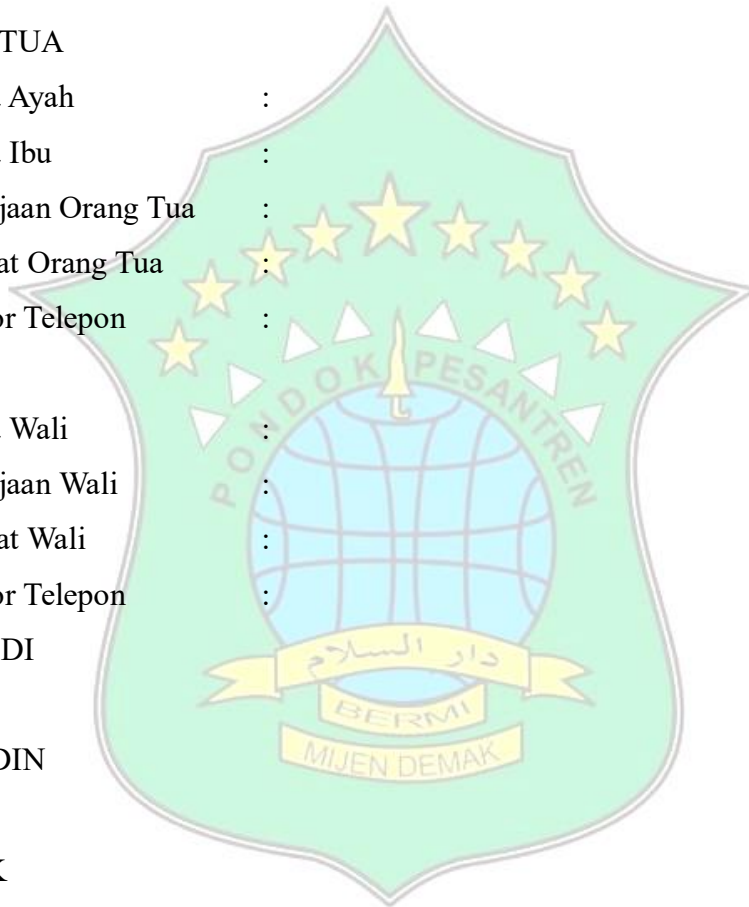 TUA
Ayah :
Ibu :
jaan Orang Tua :
at Orang Tua :
or Telepon :
Wali :
jaan Wali :
at Wali :
or Telepon :
DI
DIN
K
PONDOK PESANTREN
دار السلام
BERMI
MIJEN DEMAK